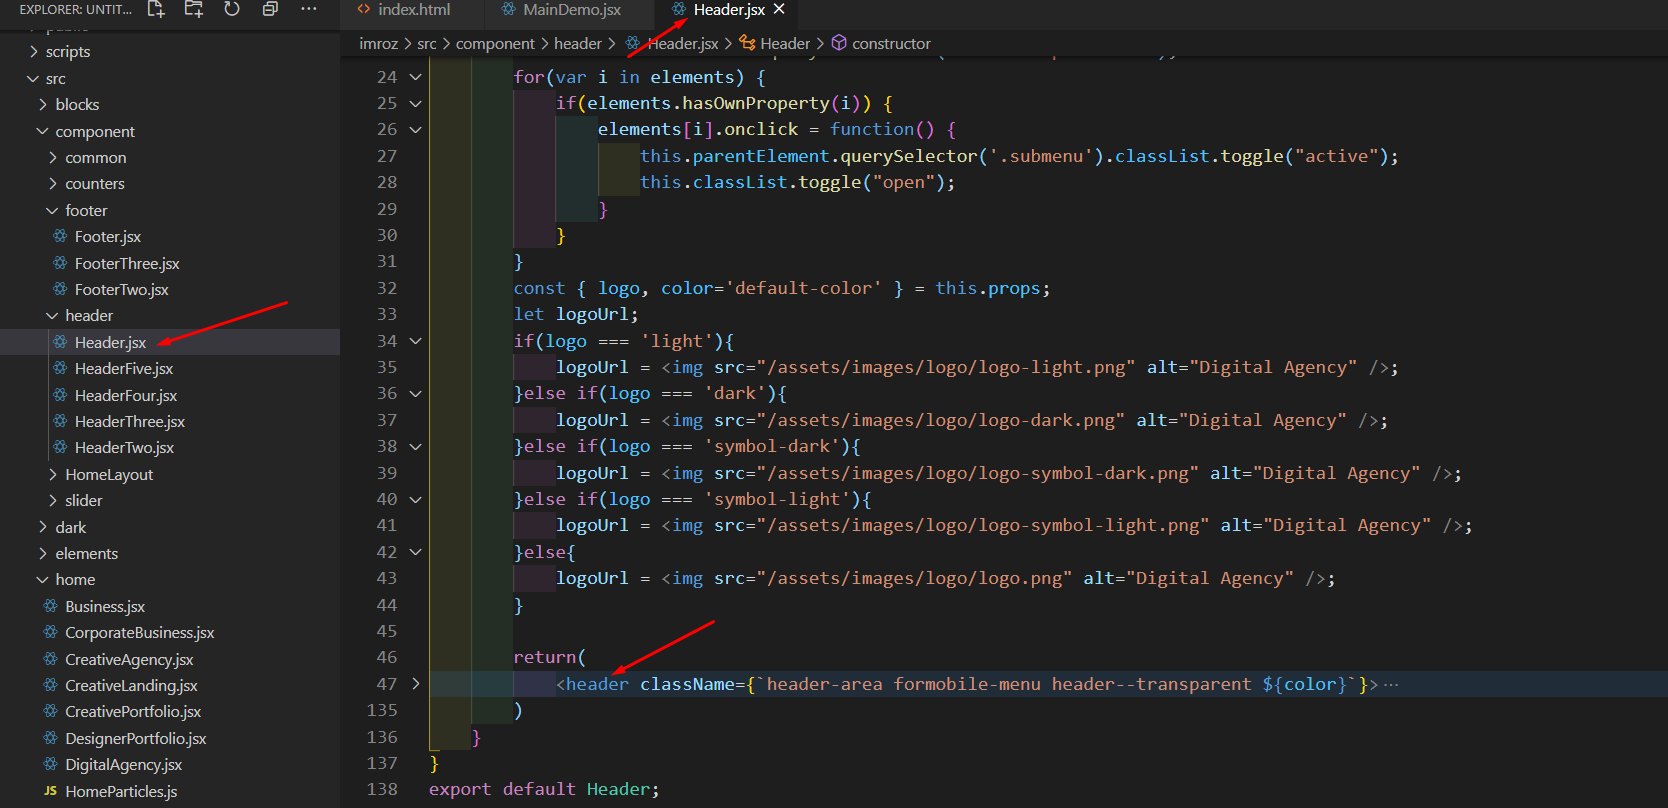 EXPLORER: UNTIT...
scripts
src
blocks
component
common
counters
footer
Footer.jsx
FooterThree.jsx
FooterTwo.jsx
header
Header.jsx
HeaderFive.jsx
HeaderFour.jsx
HeaderThree.jsx
HeaderTwo.jsx
HomeLayout
slider
dark
elements
home
Business.jsx
CorporateBusiness.jsx
CreativeAgency.jsx
CreativeLanding.jsx
CreativePortfolio.jsx
DesignerPortfolio.jsx
DigitalAgency.jsx
JS HomeParticles.js
index.html MainDemo.jsx Header.jsx
imroz > src > component > header > Header.jsx > Header > constructor
24 for(var i in elements) {
25 if(elements.hasOwnProperty(i)) {
26 elements[i].onclick = function() {
27 this.parentElement.querySelector('.submenu').classList.toggle("active");
28 this.classList.toggle("open");
29 }
30 }
31 }
32 const { logo, color='default-color' } = this.props;
33 let logoUrl;
34 if(logo === 'light'){
35 logoUrl = <img src="/assets/images/logo/logo-light.png" alt="Digital Agency" />;
36 }else if(logo === 'dark'){
37 logoUrl = <img src="/assets/images/logo/logo-dark.png" alt="Digital Agency" />;
38 }else if(logo === 'symbol-dark'){
39 logoUrl = <img src="/assets/images/logo/logo-symbol-dark.png" alt="Digital Agency" />;
40 }else if(logo === 'symbol-light'){
41 logoUrl = <img src="/assets/images/logo/logo-symbol-light.png" alt="Digital Agency" />;
42 }else{
43 logoUrl = <img src="/assets/images/logo/logo.png" alt="Digital Agency" />;
44 }
45
46 return(
47 <header className={`header-area formobile-menu header--transparent ${color}`}>···
135 )
136 }
137 }
138 export default Header;